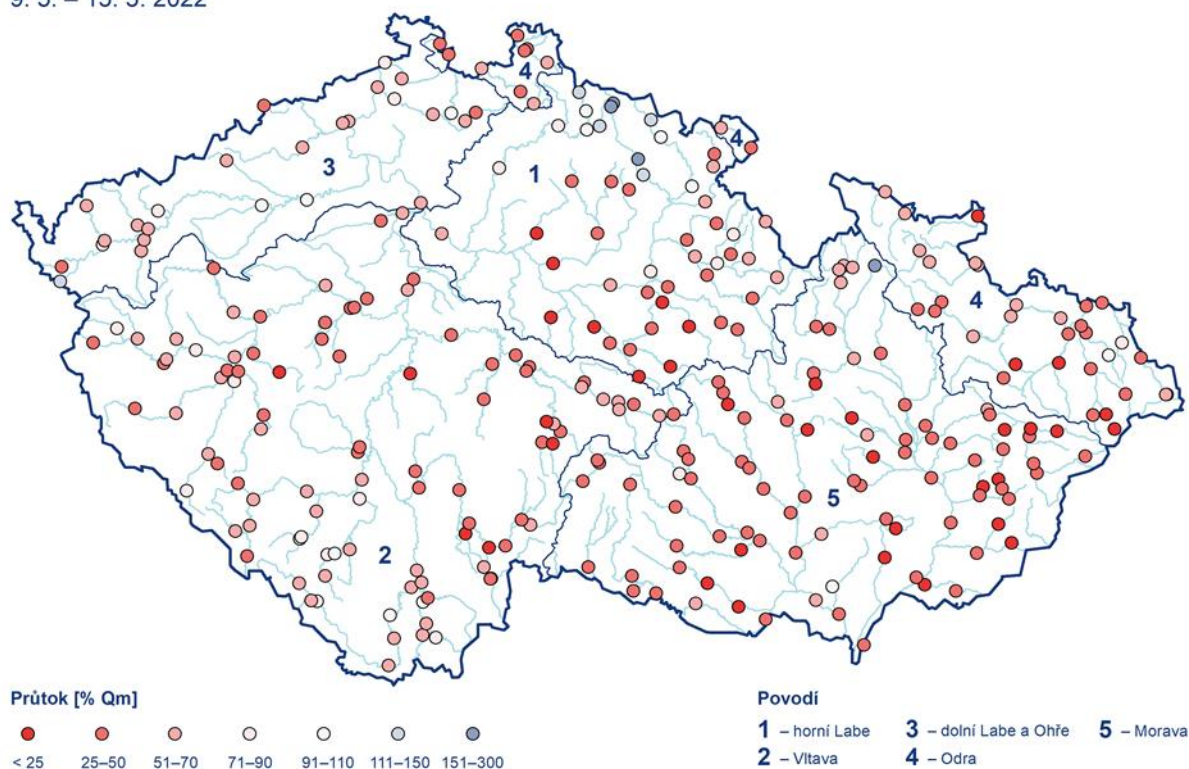 9. 5. – 15. 5. 2022
4
4
3
1
4
5
2
Průtok [% Qm]
< 25
25–50
51–70
71–90
91–110
111–150
151–300
Povodí
1 – horní Labe
3 – dolní Labe a Ohře
5 – Morava
2 – Vltava
4 – Odra